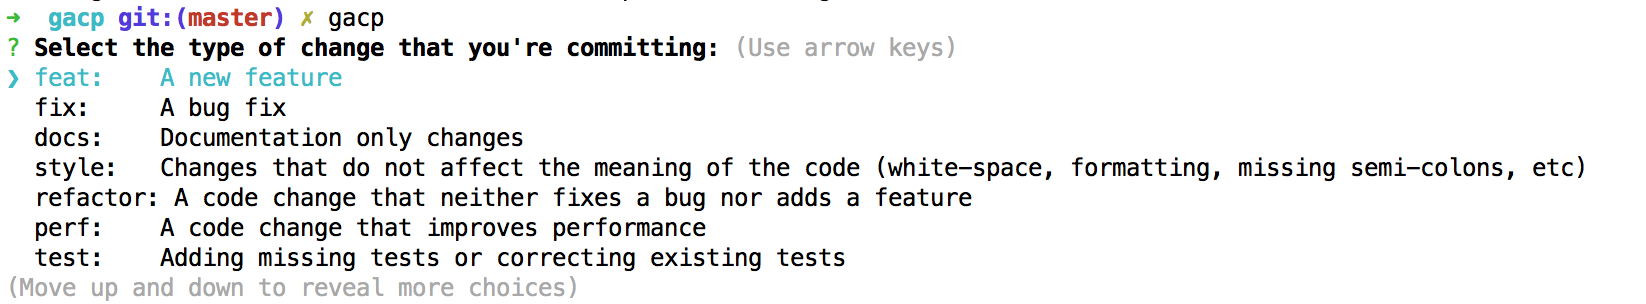 ➜  gacp git:(master) ✗ gacp
? Select the type of change that you're committing: (Use arrow keys)
❯ feat:    A new feature
  fix:     A bug fix
  docs:    Documentation only changes
  style:   Changes that do not affect the meaning of the code (white-space, formatting, missing semi-colons, etc)
  refactor: A code change that neither fixes a bug nor adds a feature
  perf:    A code change that improves performance
  test:    Adding missing tests or correcting existing tests
(Move up and down to reveal more choices)